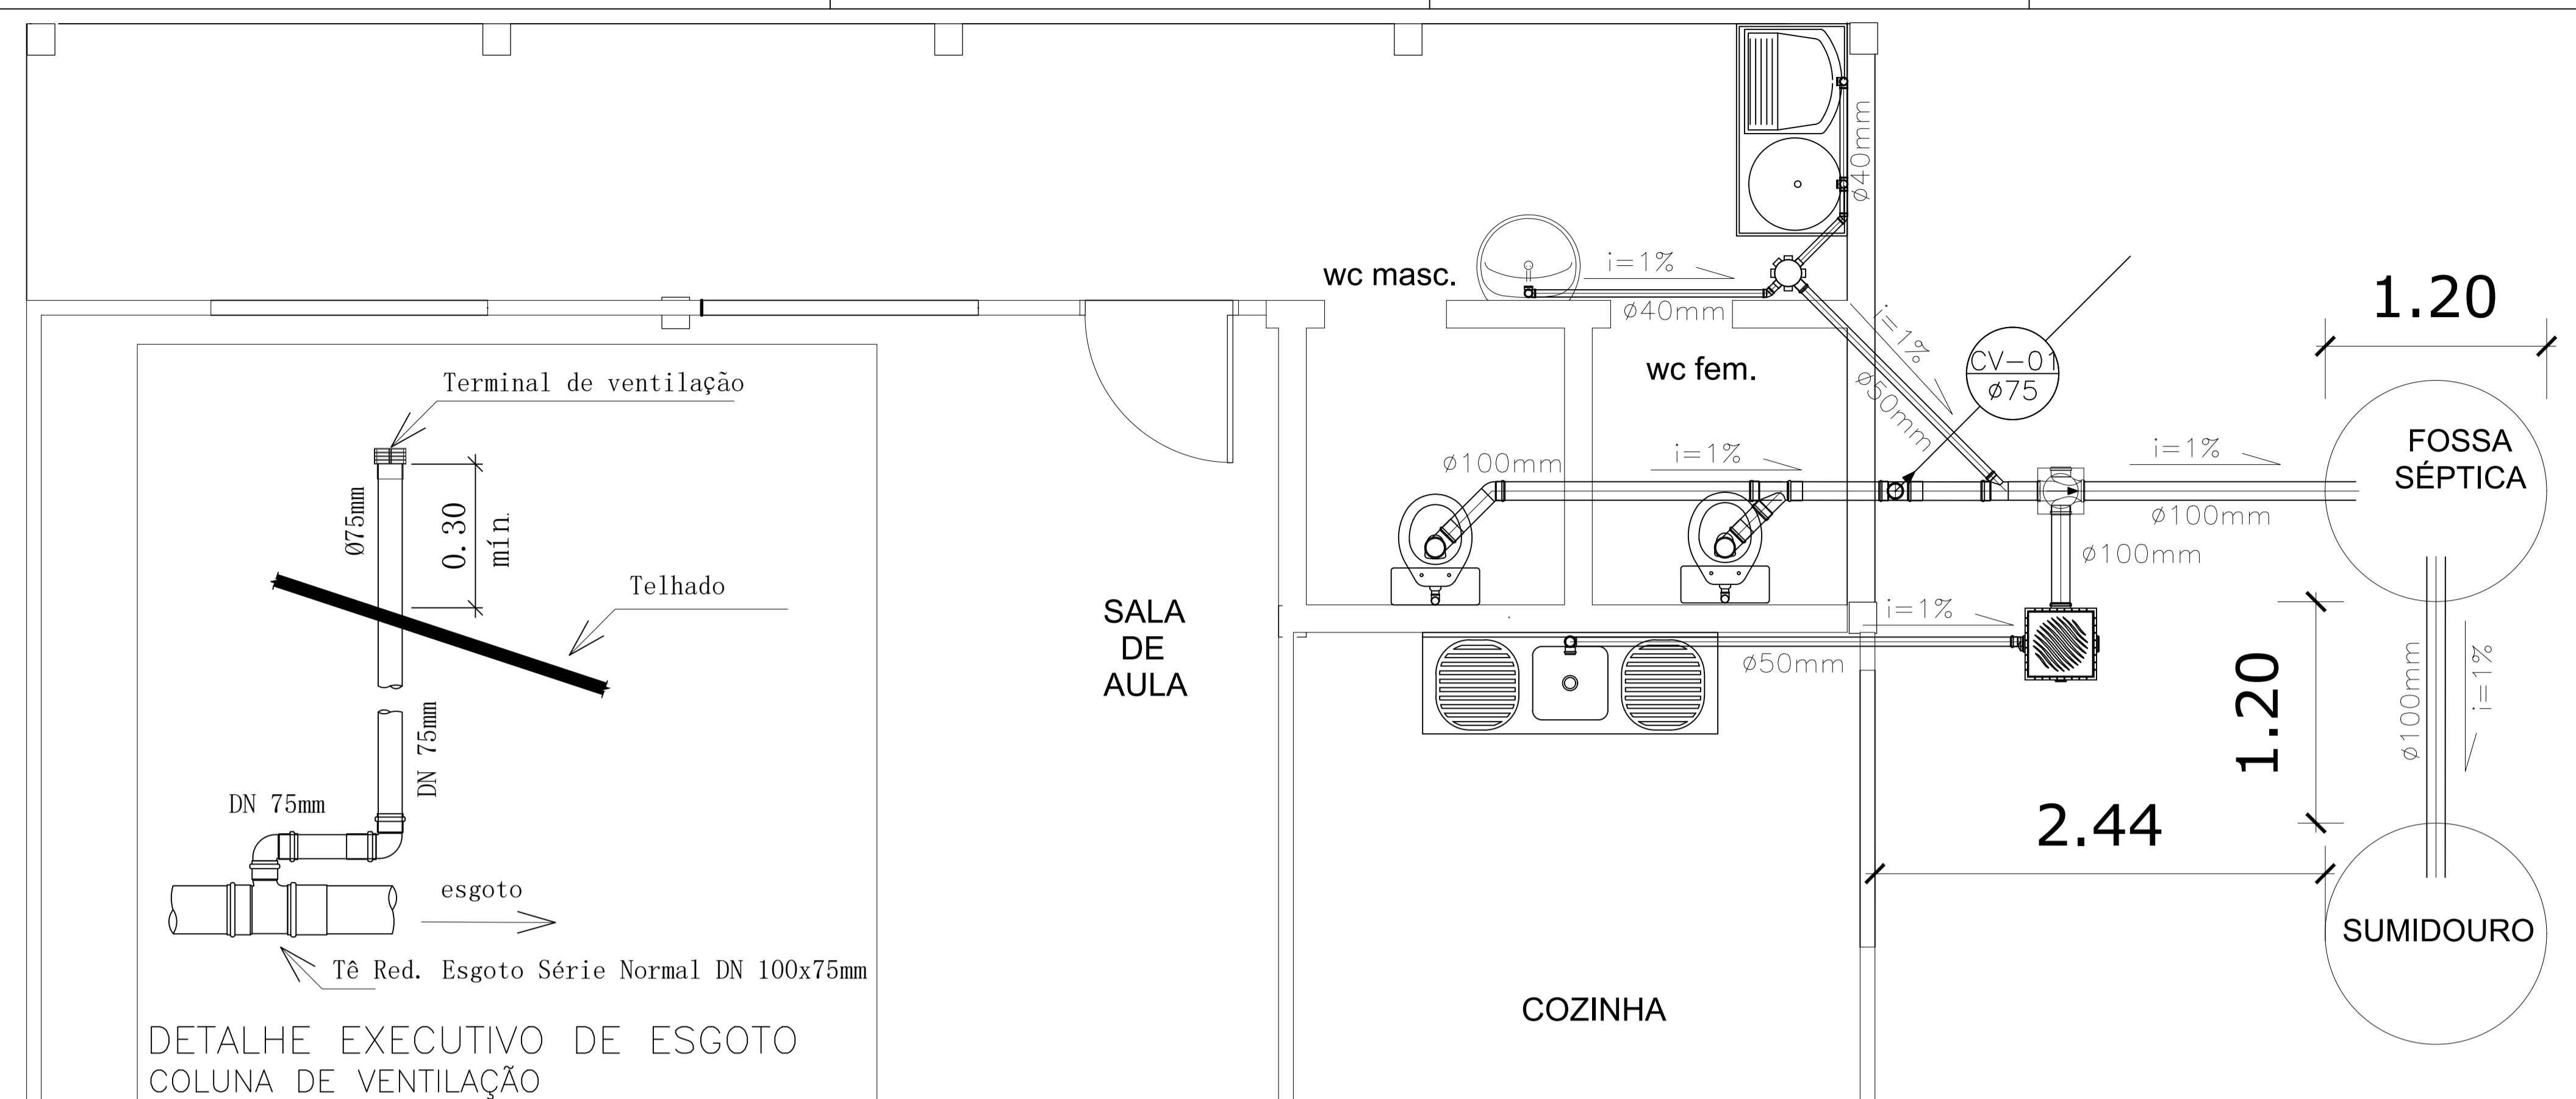 ø40mm
wc masc.
i=1%
ø40mm
i=1%
ø50mm
wc fem.
CV-01
ø75
1.20
FOSSA
SÉPTICA
i=1%
ø100mm
ø100mm
i=1%
ø100mm
i=1%
ø50mm
1.20
ø100mm
i=1%
2.44
SUMIDOURO
SALA
DE
AULA
COZINHA
Terminal de ventilação
Ø75mm
0.30
mín.
Telhado
DN 75mm
DN 75mm
esgoto
Tê Red. Esgoto Série Normal DN 100x75mm
DETALHE EXECUTIVO DE ESGOTO
COLUNA DE VENTILAÇÃO